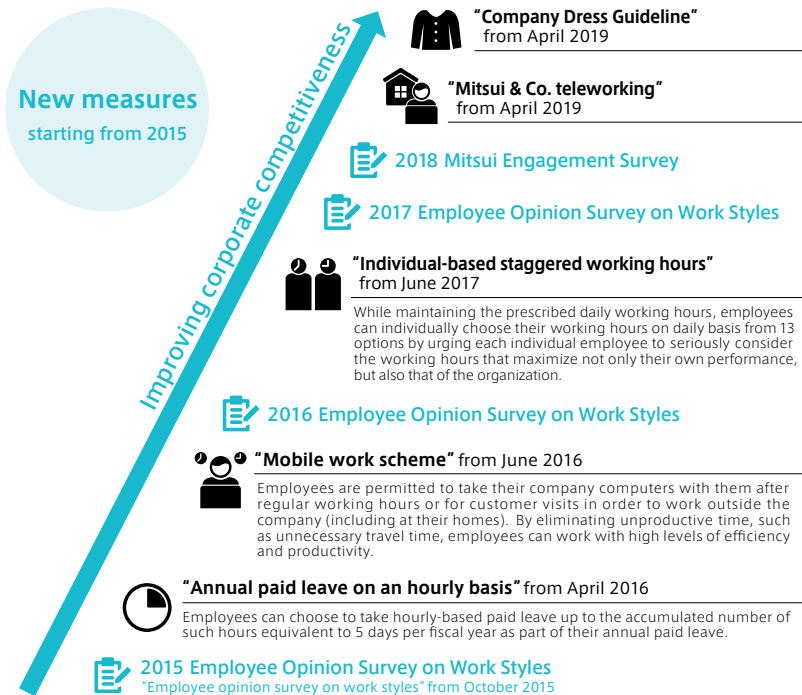 "Company Dress Guideline"
from April 2019
New measures
starting from 2015
"Mitsui & Co. teleworking"
from April 2019
2018 Mitsui Engagement Survey
2017 Employee Opinion Survey on Work Styles
Improving corporate competitiveness
"Individual-based staggered working hours"
from June 2017
While maintaining the prescribed daily working hours, employees
can individually choose their working hours on daily basis from 13
options by urging each individual employee to seriously consider
the working hours that maximize not only their own performance,
but also that of the organization.
2016 Employee Opinion Survey on Work Styles
"Mobile work scheme" from June 2016
Employees are permitted to take their company computers with them after
regular working hours or for customer visits in order to work outside the
company (including at their homes). By eliminating unproductive time, such
as unnecessary travel time, employees can work with high levels of efficiency
and productivity.
"Annual paid leave on an hourly basis" from April 2016
Employees can choose to take hourly-based paid leave up to the accumulated number of
such hours equivalent to 5 days per fiscal year as part of their annual paid leave.
2015 Employee Opinion Survey on Work Styles
"Employee opinion survey on work styles" from October 2015